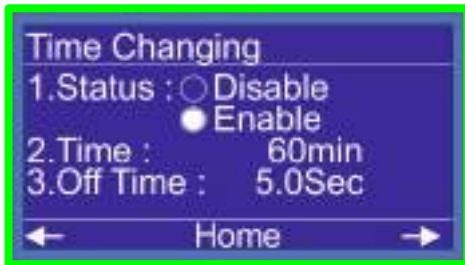 Time Changing
1.Status : Disable
Enable
2.Time : 60min
3.Off Time : 5.0Sec
Home